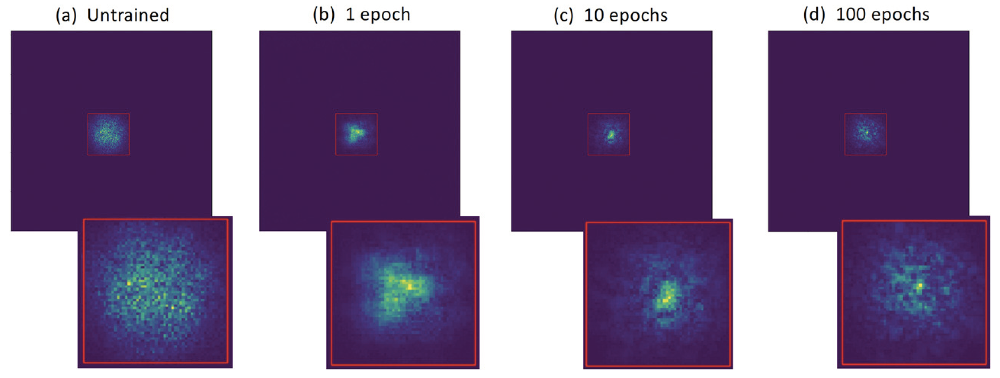 (a) Untrained
(b) 1 epoch
(c) 10 epochs
(d) 100 epochs